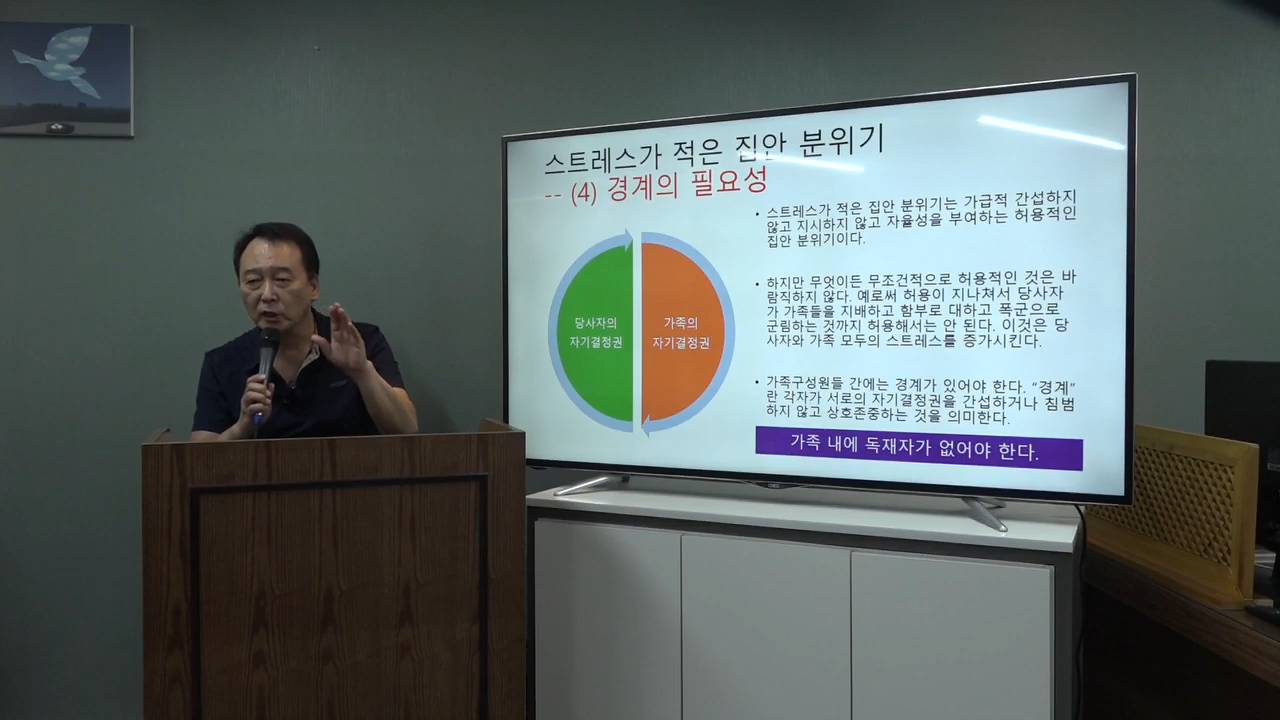 스트레스가 적은 집안 분위기
-- (4) 경계의 필요성
당사자의
자기결정권
가족의
자기결정권
• 스트레스가 적은 집안 분위기는 가급적 간섭하지
않고 지시하지 않고 자율성을 부여하는 허용적인
집안 분위기이다.
• 하지만 무엇이든 무조건적으로 허용적인 것은 바
람직하지 않다. 예로써 허용이 지나쳐서 당사자
가 가족들을 지배하고 함부로 대하고 폭군으로
군림하는 것까지 허용해서는 안 된다. 이것은 당
사자와 가족 모두의 스트레스를 증가시킨다.
• 가족구성원들 간에는 경계가 있어야 한다. "경계"
란 각자가 서로의 자기결정권을 간섭하거나 침범
하지 않고 상호존중하는 것을 의미한다.
가족 내에 독재자가 없어야 한다.